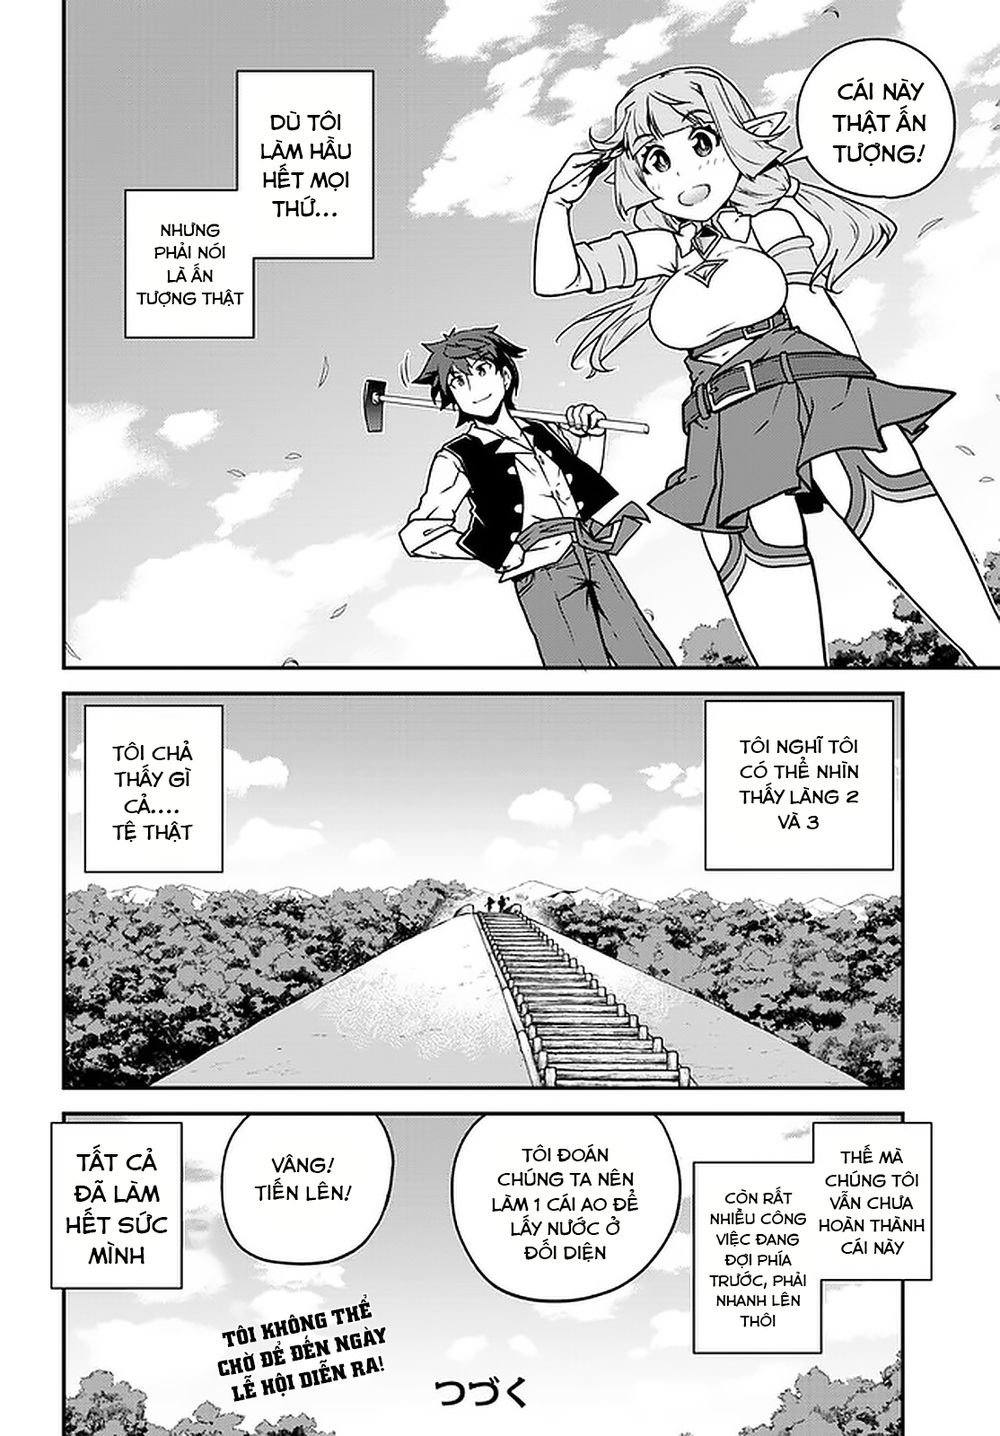 CÁI NÀY
THẬT ẤN
TƯỢNG!
DÙ TÔI
LÀM HẦU
HẾT MỌI
THỨ...
NHƯNG
PHẢI NÓI
LÀ ẤN
TƯỢNG THẬT
TÔI NGHĨ TÔI
CÓ THỂ NHÌN
THẤY LÀNG 2
VÀ 3
TÔI CHẢ
THẤY GÌ
CẢ....
TỆ THẬT
THẾ MÀ
CHÚNG TÔI
VẪN CHƯA
HOÀN THÀNH
CÁI NÀY
CÒN RẤT
NHIỀU CÔNG
VIỆC ĐANG
ĐỢI PHÍA
TRƯỚC, PHẢI
NHANH LÊN
THÔI
TÔI ĐOÁN
CHÚNG TA NÊN
LÀM 1 CÁI AO ĐỂ
LẤY NƯỚC Ở
ĐỐI DIỆN
VÂNG!
TIẾN LÊN!
TẤT CẢ
ĐÃ LÀM
HẾT SỨC
MÌNH
TÔI KHÔNG THỂ
CHỜ ĐỂ ĐẾN NGÀY
LỄ HỘI DIỄN RA!
つづく